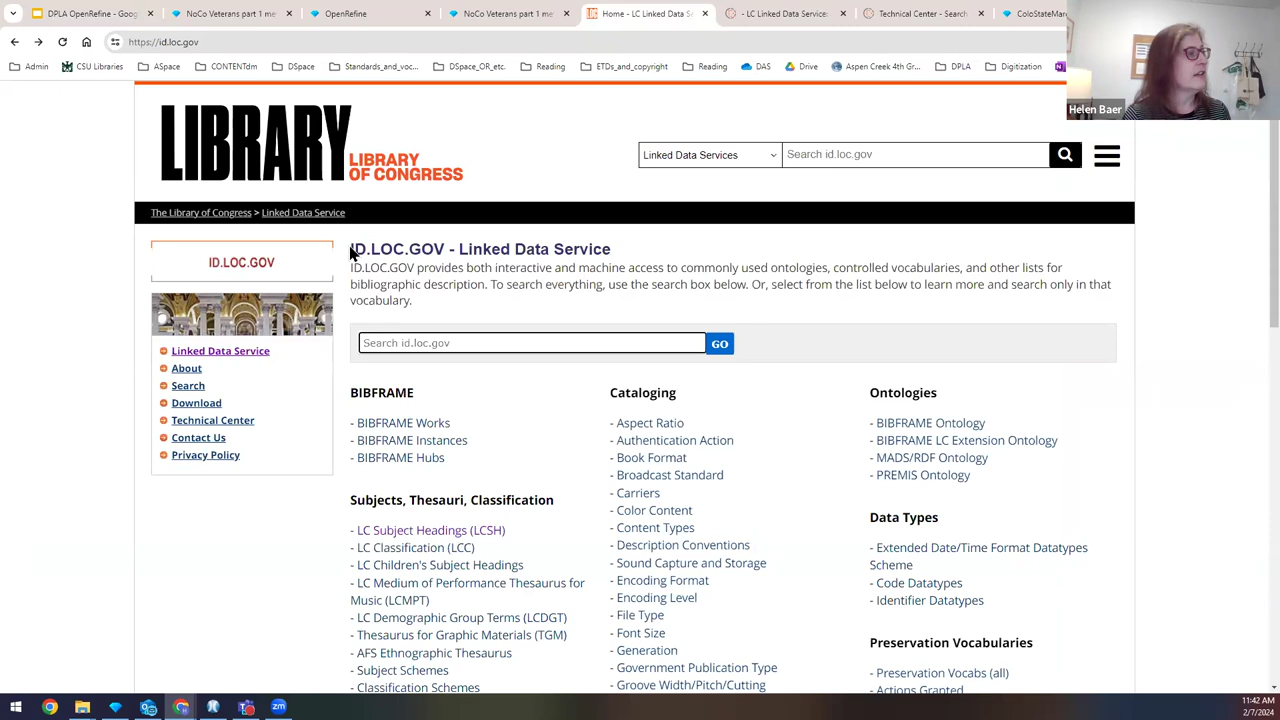 DPLA OpenRefine -
NoCo Veterans part 1 me
OpenRefine
NoCo Veterans part 1 me
Home - LC Linked Data S
- LC Linked Data Service:
Technical Center - Search
ColoStateMar
https://id.loc.gov
Admin
CSU Libraries
ASpace
CONTENTdm
DSpace
Standards_and_voc...
DSpace_OR_etc.
Reading
ETDs_and_copyright
Reading
DAS
Drive
Aspen Creek 4th Gr...
DPLA
Digitization
Helen Baer
LIBRARY
LIBRARY
OF CONGRESS
Linked Data Services
Search id.loc.gov
The Library of Congress > Linked Data Service
ID.LOC.GOV
Linked Data Service
About
Search
Download
Technical Center
Contact Us
Privacy Policy
ID.LOC.GOV - Linked Data Service
ID.LOC.GOV provides both interactive and machine access to commonly used ontologies, controlled vocabularies, and other lists for
bibliographic description. To search everything, use the search box below. Or, select from the list below to learn more and search only in that
vocabulary.
Search id.loc.gov
GO
BIBFRAME
- BIBFRAME Works
- BIBFRAME Instances
- BIBFRAME Hubs
Subjects, Thesauri, Classification
- LC Subject Headings (LCSH)
- LC Classification (LCC)
- LC Children's Subject Headings
- LC Medium of Performance Thesaurus for
Music (LCMPT)
- LC Demographic Group Terms (LCDGT)
- Thesaurus for Graphic Materials (TGM)
- AFS Ethnographic Thesaurus
- Subject Schemes
- Classification Schemes
Cataloging
- Aspect Ratio
- Authentication Action
- Book Format
- Broadcast Standard
- Carriers
- Color Content
- Content Types
- Description Conventions
- Sound Capture and Storage
- Encoding Format
- Encoding Level
- File Type
- Font Size
- Generation
- Government Publication Type
- Groove Width/Pitch/Cutting
Ontologies
- BIBFRAME Ontology
- BIBFRAME LC Extension Ontology
- MADS/RDF Ontology
- PREMIS Ontology
Data Types
- Extended Date/Time Format Datatypes
Scheme
- Code Datatypes
- Identifier Datatypes
Preservation Vocabularies
- Preservation Vocabs (all)
- Actions Granted
11:42 AM
2/7/2024